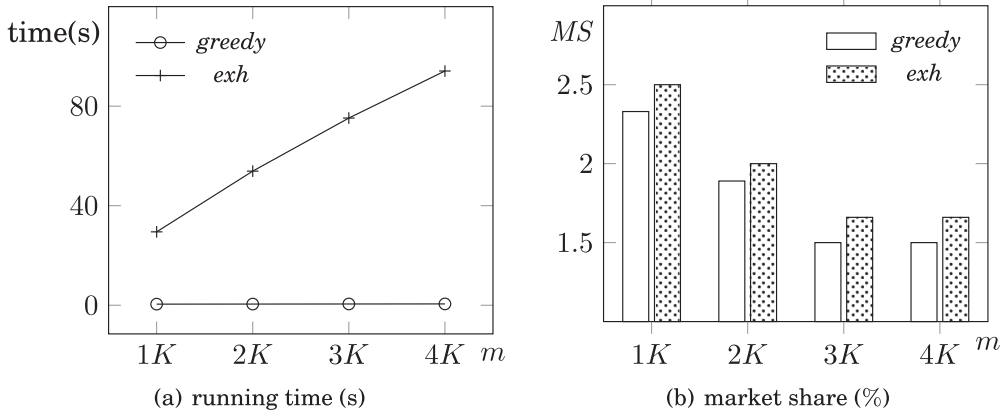 time(s)
greedy
exh
80
40
0
1K 2K 3K 4K m
(a) running time (s)
MS
greedy
exh
2.5
2
1.5
1K 2K 3K 4K m
(b) market share (%)